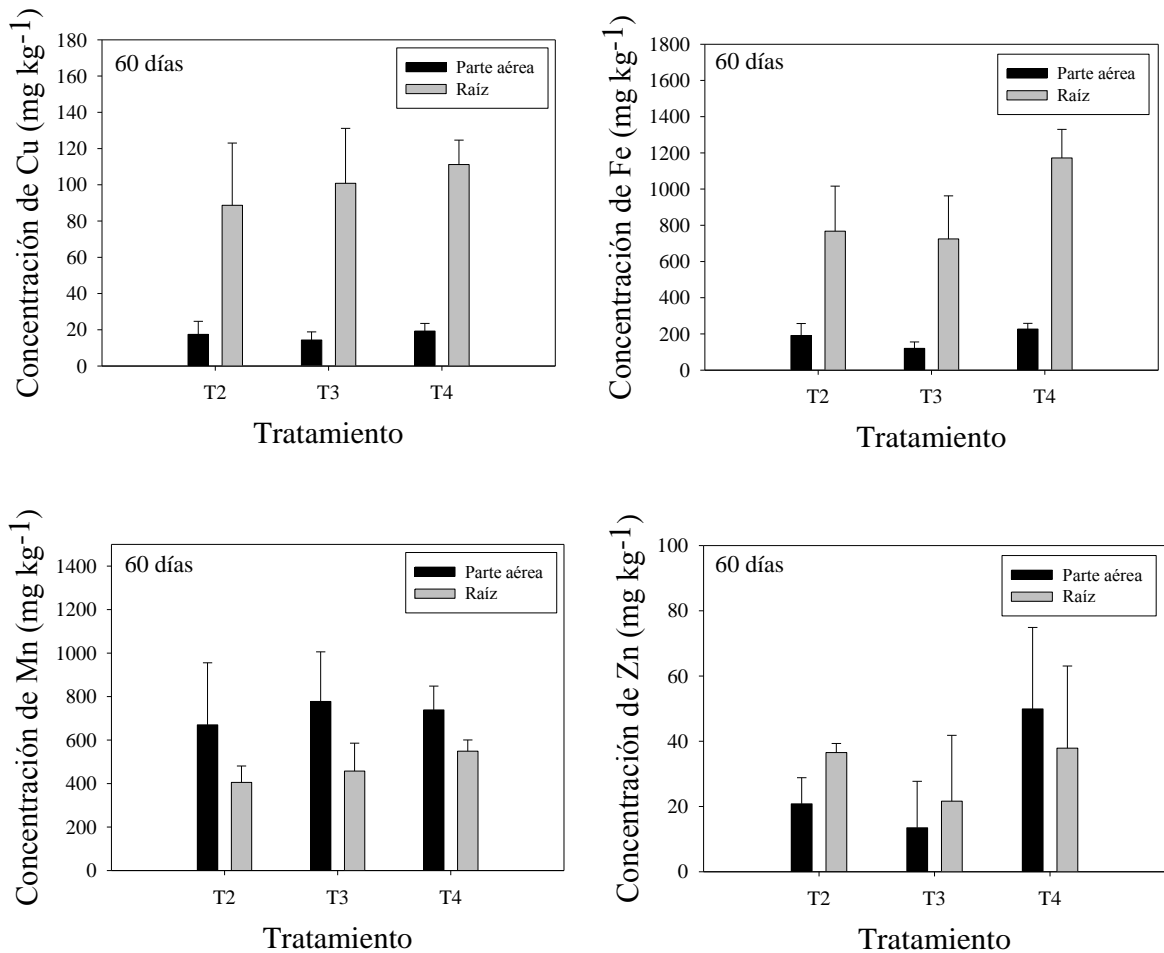 Concentración de Cu (mg kg-1)
180
160
140
120
100
80
60
40
20
0
60 días
Parte aérea
Raíz
T2 T3 T4
Tratamiento
Concentración de Fe (mg kg-1)
1800
1600
1400
1200
1000
800
600
400
200
0
60 días
Parte aérea
Raíz
T2 T3 T4
Tratamiento
Concentración de Mn (mg kg-1)
1400
1200
1000
800
600
400
200
0
60 días
Parte aérea
Raíz
T2 T3 T4
Tratamiento
Concentración de Zn (mg kg-1)
100
80
60
40
20
0
60 días
Parte aérea
Raíz
T2 T3 T4
Tratamiento